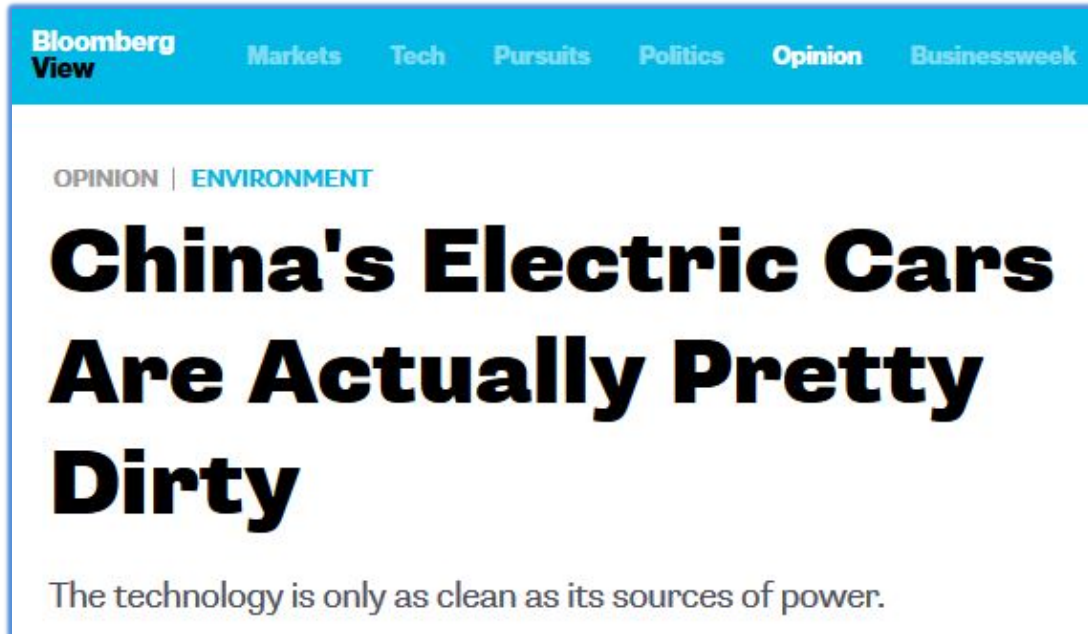 Bloomberg
View
Markets Tech Pursuits Politics Opinion Businessweek
OPINION | ENVIRONMENT
China's Electric Cars
Are Actually Pretty
Dirty
The technology is only as clean as its sources of power.